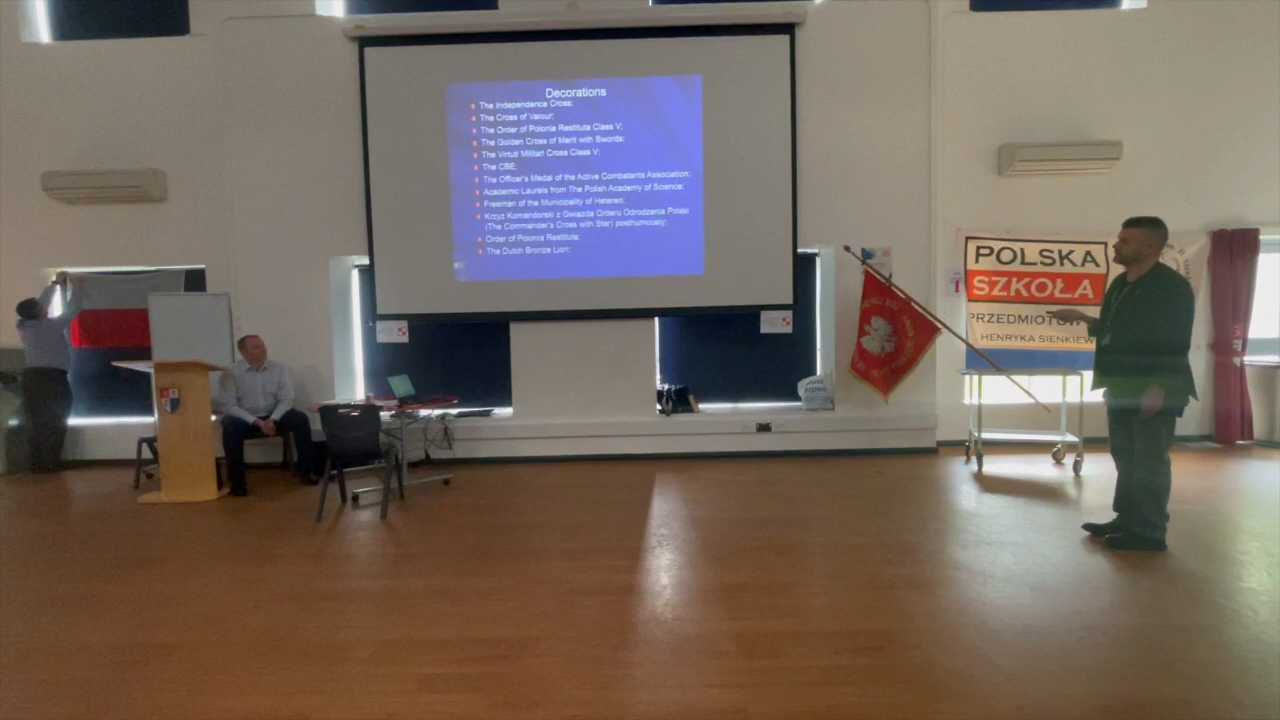 Decorations
The Independence Cross;
The Cross of Valour;
The Order of Polonia Restituta Class V;
The Golden Cross of Merit with Swords;
The Virtuti Militari Cross Class V;
The CBE;
The Officer's Medal of the Active Combatants Association;
Academic Laurels from The Polish Academy of Science;
Freeman of the Municipality of Heteren;
Krzyz Komandorski z Gwiazda Orderu Odrodzania Polski
(The Commander's Cross with Star) posthumously;
Order of Polonia Restituta;
The Dutch Bronze Lion;
POLSKA
SZKOŁA
PRZEDMIOTOW
HENRYKA SIENKIEW